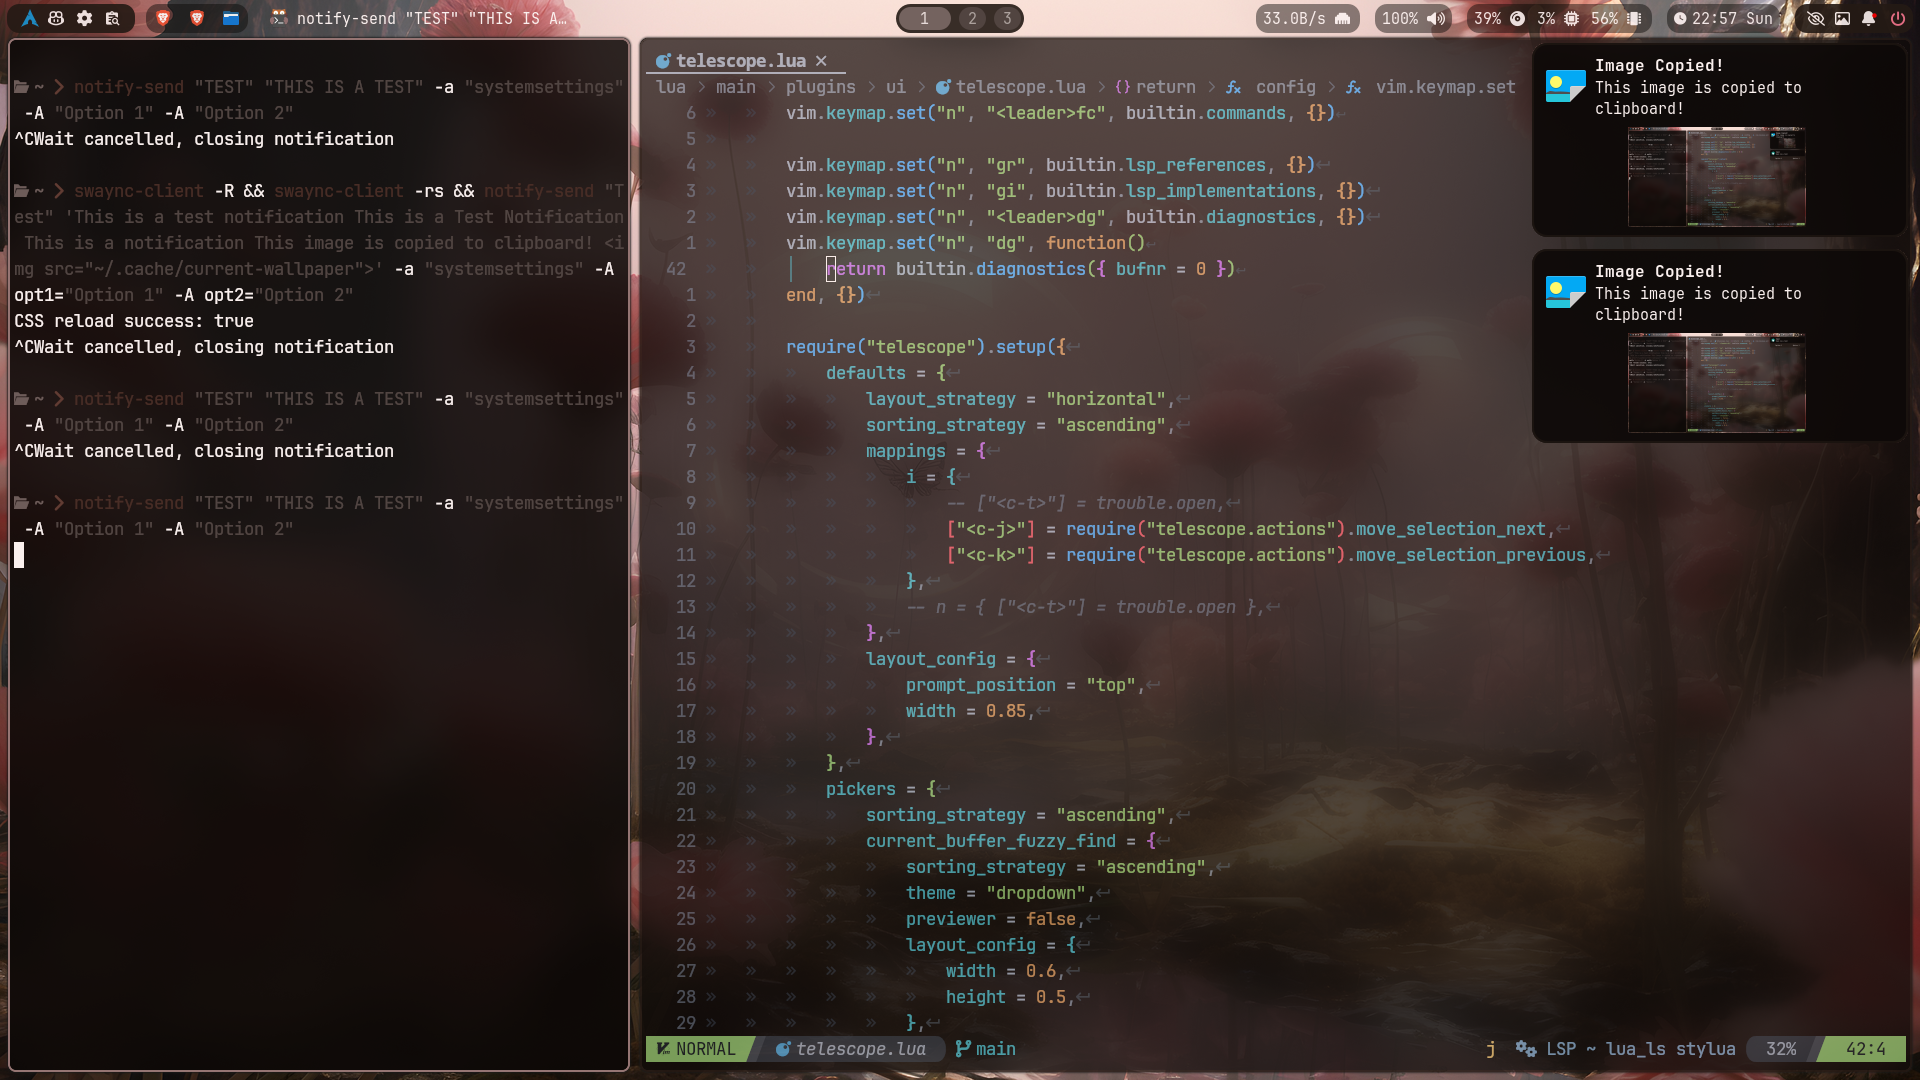 notify-send "TEST" "THIS IS A…
1 2 3
33.0B/s 100% 39% 3% 56% 22:57 Sun
~ ❯ notify-send "TEST" "THIS IS A TEST" -a "systemsettings"
-A "Option 1" -A "Option 2"
^CWait cancelled, closing notification
~ ❯ swaync-client -R && swaync-client -rs && notify-send "T
est" 'This is a test notification This is a Test Notification
This is a notification This image is copied to clipboard! <i
mg src="~/.cache/current-wallpaper">' -a "systemsettings" -A
opt1="Option 1" -A opt2="Option 2"
CSS reload success: true
^CWait cancelled, closing notification
~ ❯ notify-send "TEST" "THIS IS A TEST" -a "systemsettings"
-A "Option 1" -A "Option 2"
^CWait cancelled, closing notification
~ ❯ notify-send "TEST" "THIS IS A TEST" -a "systemsettings"
-A "Option 1" -A "Option 2"
telescope.lua ✕
lua > main > plugins > ui > telescope.lua > {} return > fx config > fx vim.keymap.set
6 » » vim.keymap.set("n", "<leader>fc", builtin.commands, {})↩
5 » »
4 » » vim.keymap.set("n", "gr", builtin.lsp_references, {})↩
3 » » vim.keymap.set("n", "gi", builtin.lsp_implementations, {})↩
2 » » vim.keymap.set("n", "<leader>dg", builtin.diagnostics, {})↩
1 » » vim.keymap.set("n", "dg", function()↩
42 » » return builtin.diagnostics({ bufnr = 0 })↩
1 » » end, {})↩
2 » »
3 » » require("telescope").setup({↩
4 » » » defaults = {↩
5 » » » » layout_strategy = "horizontal",↩
6 » » » » sorting_strategy = "ascending",↩
7 » » » » mappings = {↩
8 » » » » » i = {↩
9 » » » » » » -- ["<c-t>"] = trouble.open,↩
10 » » » » » » ["<c-j>"] = require("telescope.actions").move_selection_next,↩
11 » » » » » » ["<c-k>"] = require("telescope.actions").move_selection_previous,↩
12 » » » » » },↩
13 » » » » » -- n = { ["<c-t>"] = trouble.open },↩
14 » » » » },↩
15 » » » » layout_config = {↩
16 » » » » » prompt_position = "top",↩
17 » » » » » width = 0.85,↩
18 » » » » },↩
19 » » » },↩
20 » » » pickers = {↩
21 » » » » sorting_strategy = "ascending",↩
22 » » » » current_buffer_fuzzy_find = {↩
23 » » » » » sorting_strategy = "ascending",↩
24 » » » » » theme = "dropdown",↩
25 » » » » » previewer = false,↩
26 » » » » » layout_config = {↩
27 » » » » » » width = 0.6,↩
28 » » » » » » height = 0.5,↩
29 » » » » » },↩
NORMAL telescope.lua main j LSP ~ lua_ls stylua 32% 42:4
Image Copied!
This image is copied to
clipboard!
Image Copied!
This image is copied to
clipboard!